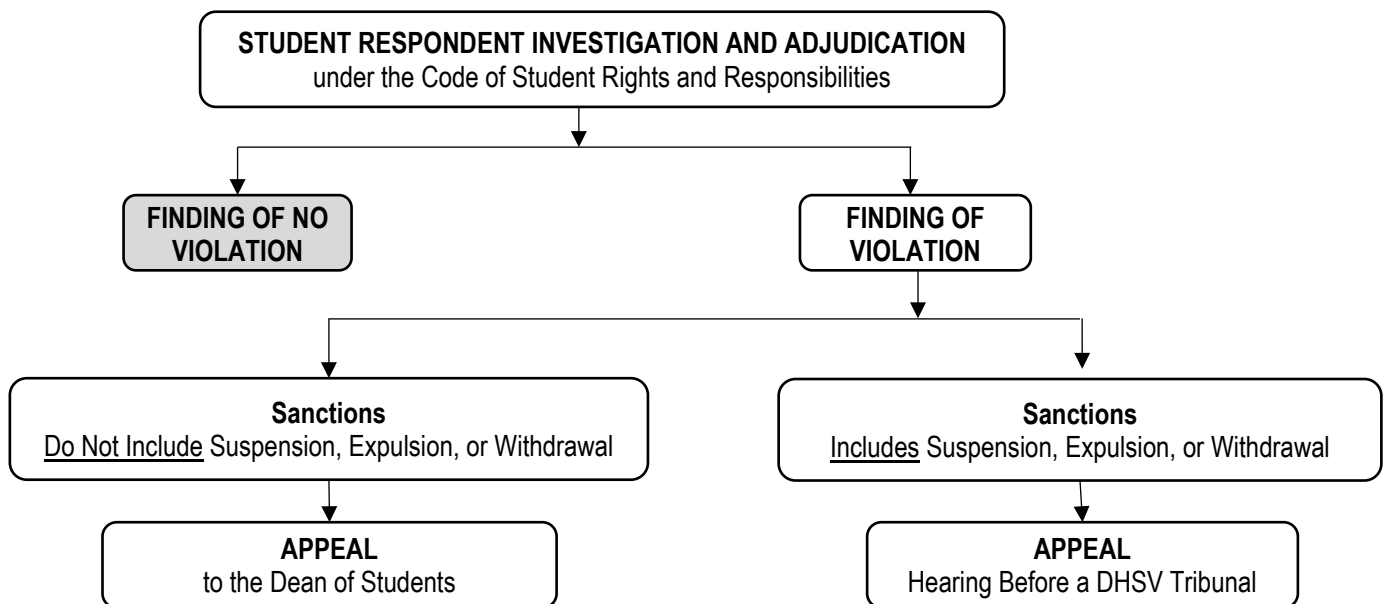 STUDENT RESPONDENT INVESTIGATION AND ADJUDICATION
under the Code of Student Rights and Responsibilities
FINDING OF NO
VIOLATION
FINDING OF
VIOLATION
Sanctions
Do Not Include Suspension, Expulsion, or Withdrawal
Sanctions
Includes Suspension, Expulsion, or Withdrawal
APPEAL
to the Dean of Students
APPEAL
Hearing Before a DHSV Tribunal